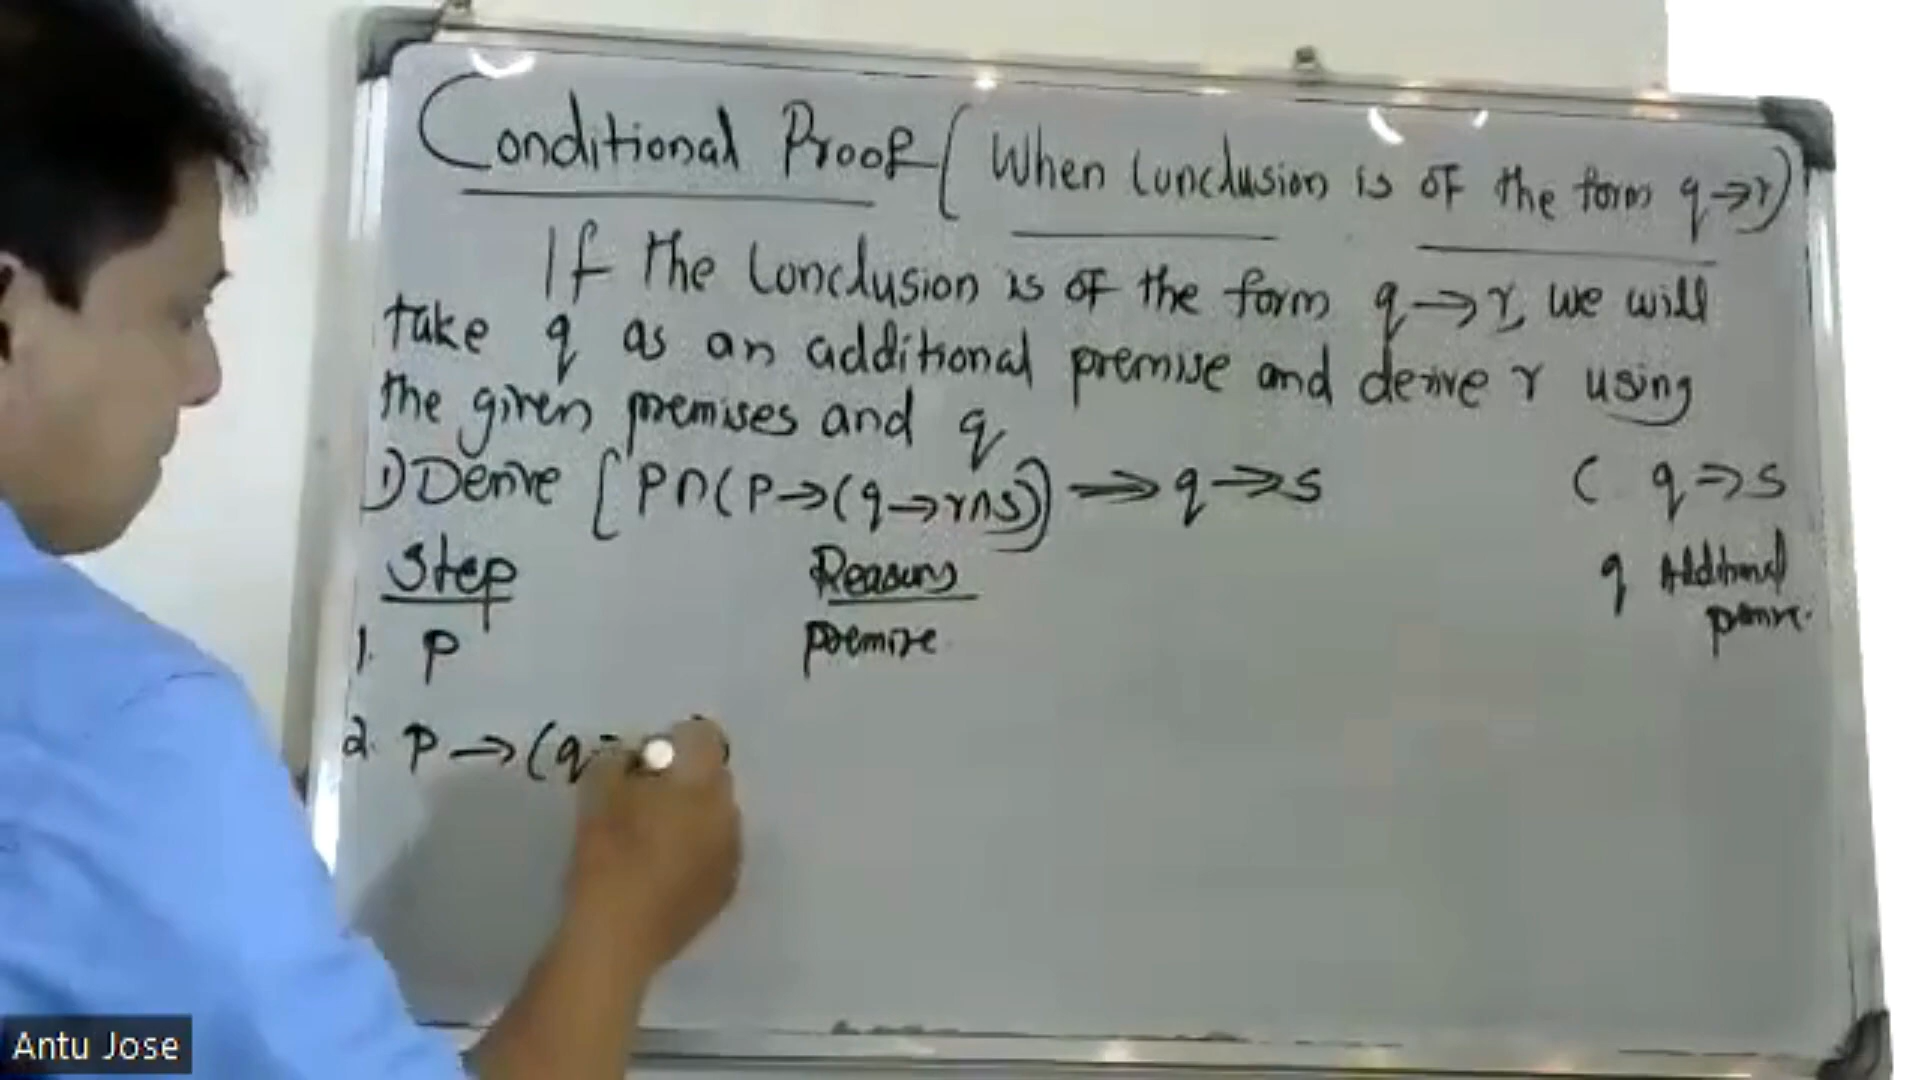 Conditional Proof ( When Conclusion is of the form q→r)
If the Conclusion is of the form q→r, we will
take q as an additional premise and derive r using
the given premises and q
1) Derive [P∩(P→(q→r∩s))] ⟹ q→s
( q→s
Step
Reasons
q Additional
premise.
1. P
premise.
2. P→(q→
Antu Jose